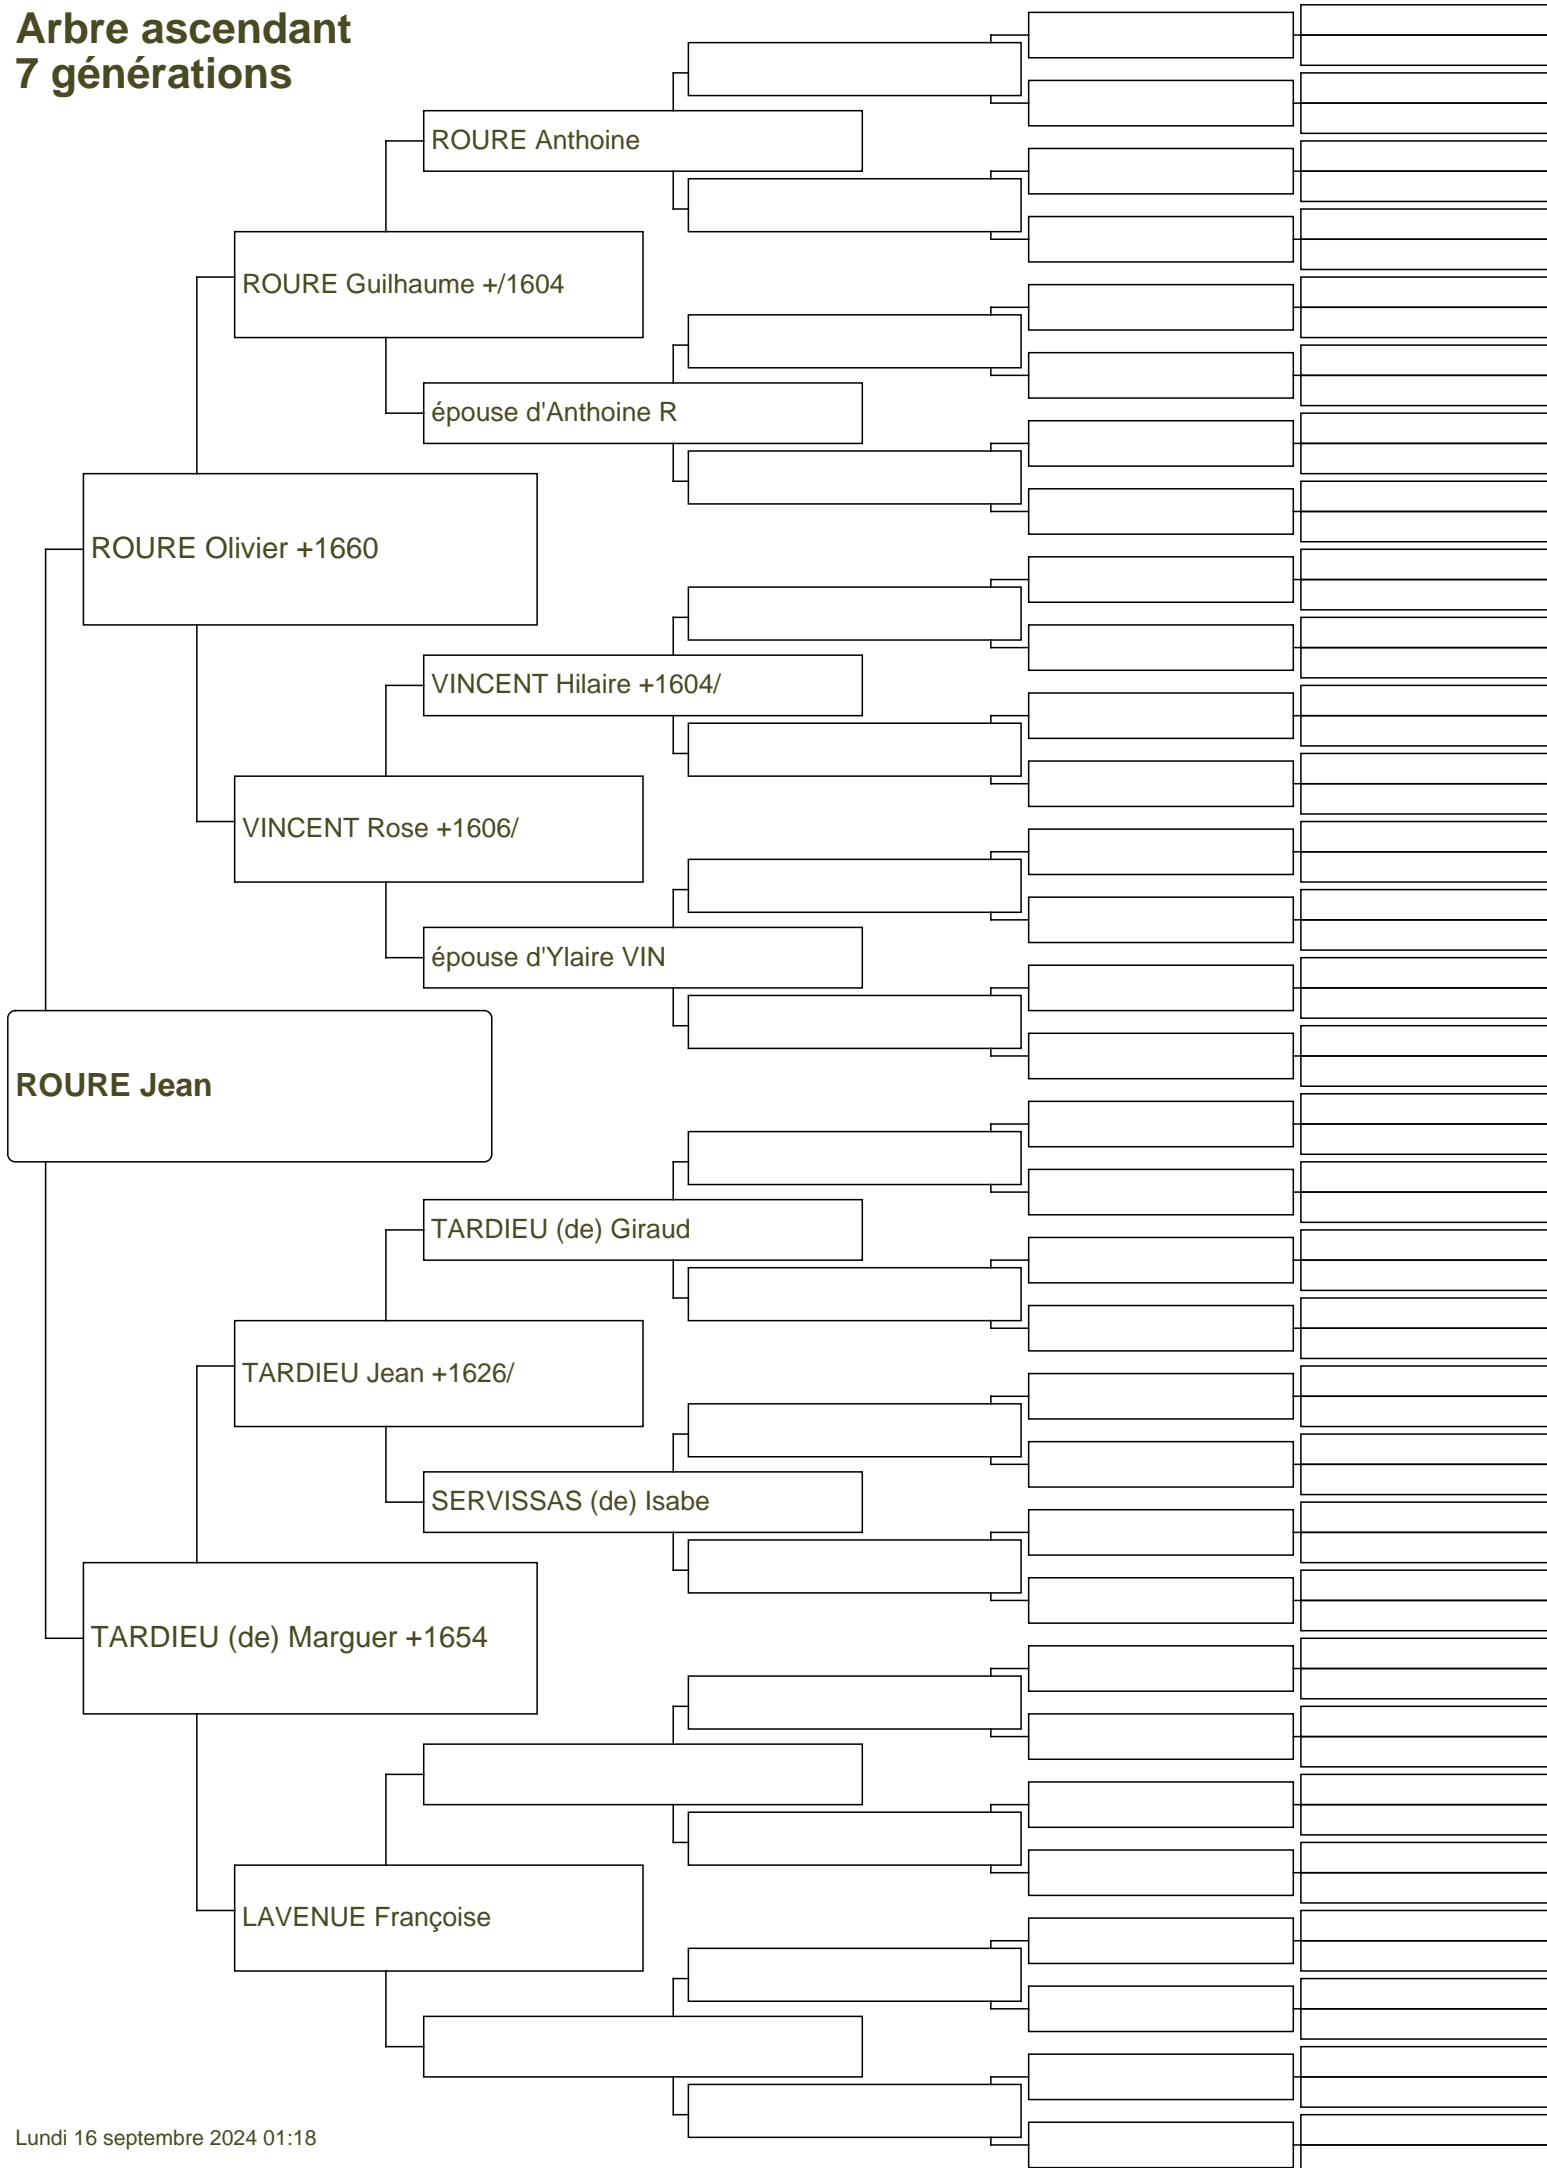 Arbre ascendant
7 générations
ROURE Anthoine
ROURE Guilhaume +/1604
épouse d'Anthoine R
ROURE Olivier +1660
VINCENT Hilaire +1604/
VINCENT Rose +1606/
épouse d'Ylaire VIN
ROURE Jean
TARDIEU (de) Giraud
TARDIEU Jean +1626/
SERVISSAS (de) Isabe
TARDIEU (de) Marguer +1654
LAVENUE Françoise
Lundi 16 septembre 2024 01:18